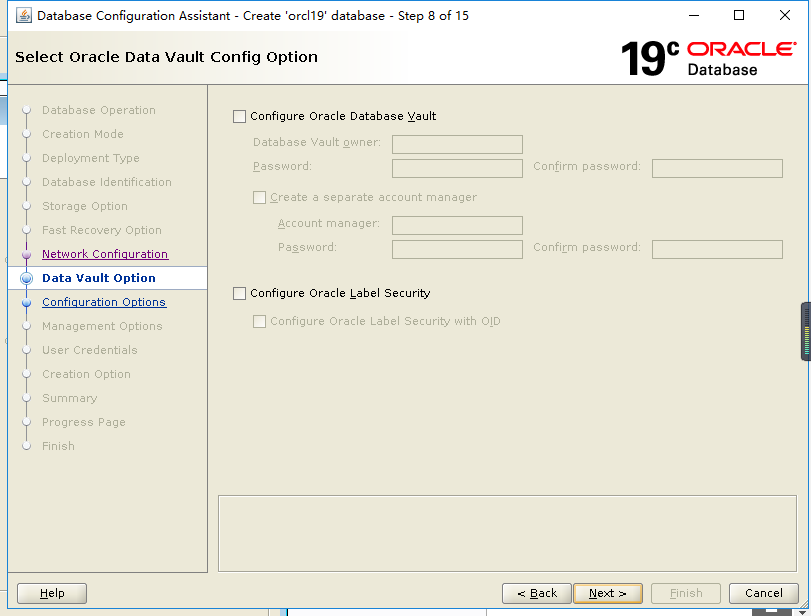 Database Configuration Assistant - Create 'orcl19' database - Step 8 of 15
Select Oracle Data Vault Config Option
19c ORACLE
Database
Database Operation
Creation Mode
Deployment Type
Database Identification
Storage Option
Fast Recovery Option
Network Configuration
Data Vault Option
Configuration Options
Management Options
User Credentials
Creation Option
Summary
Progress Page
Finish
Configure Oracle Database Vault
Database Vault owner:
Password: Confirm password:
Create a separate account manager
Account manager:
Password: Confirm password:
Configure Oracle Label Security
Configure Oracle Label Security with OID
Help < Back Next > Finish Cancel